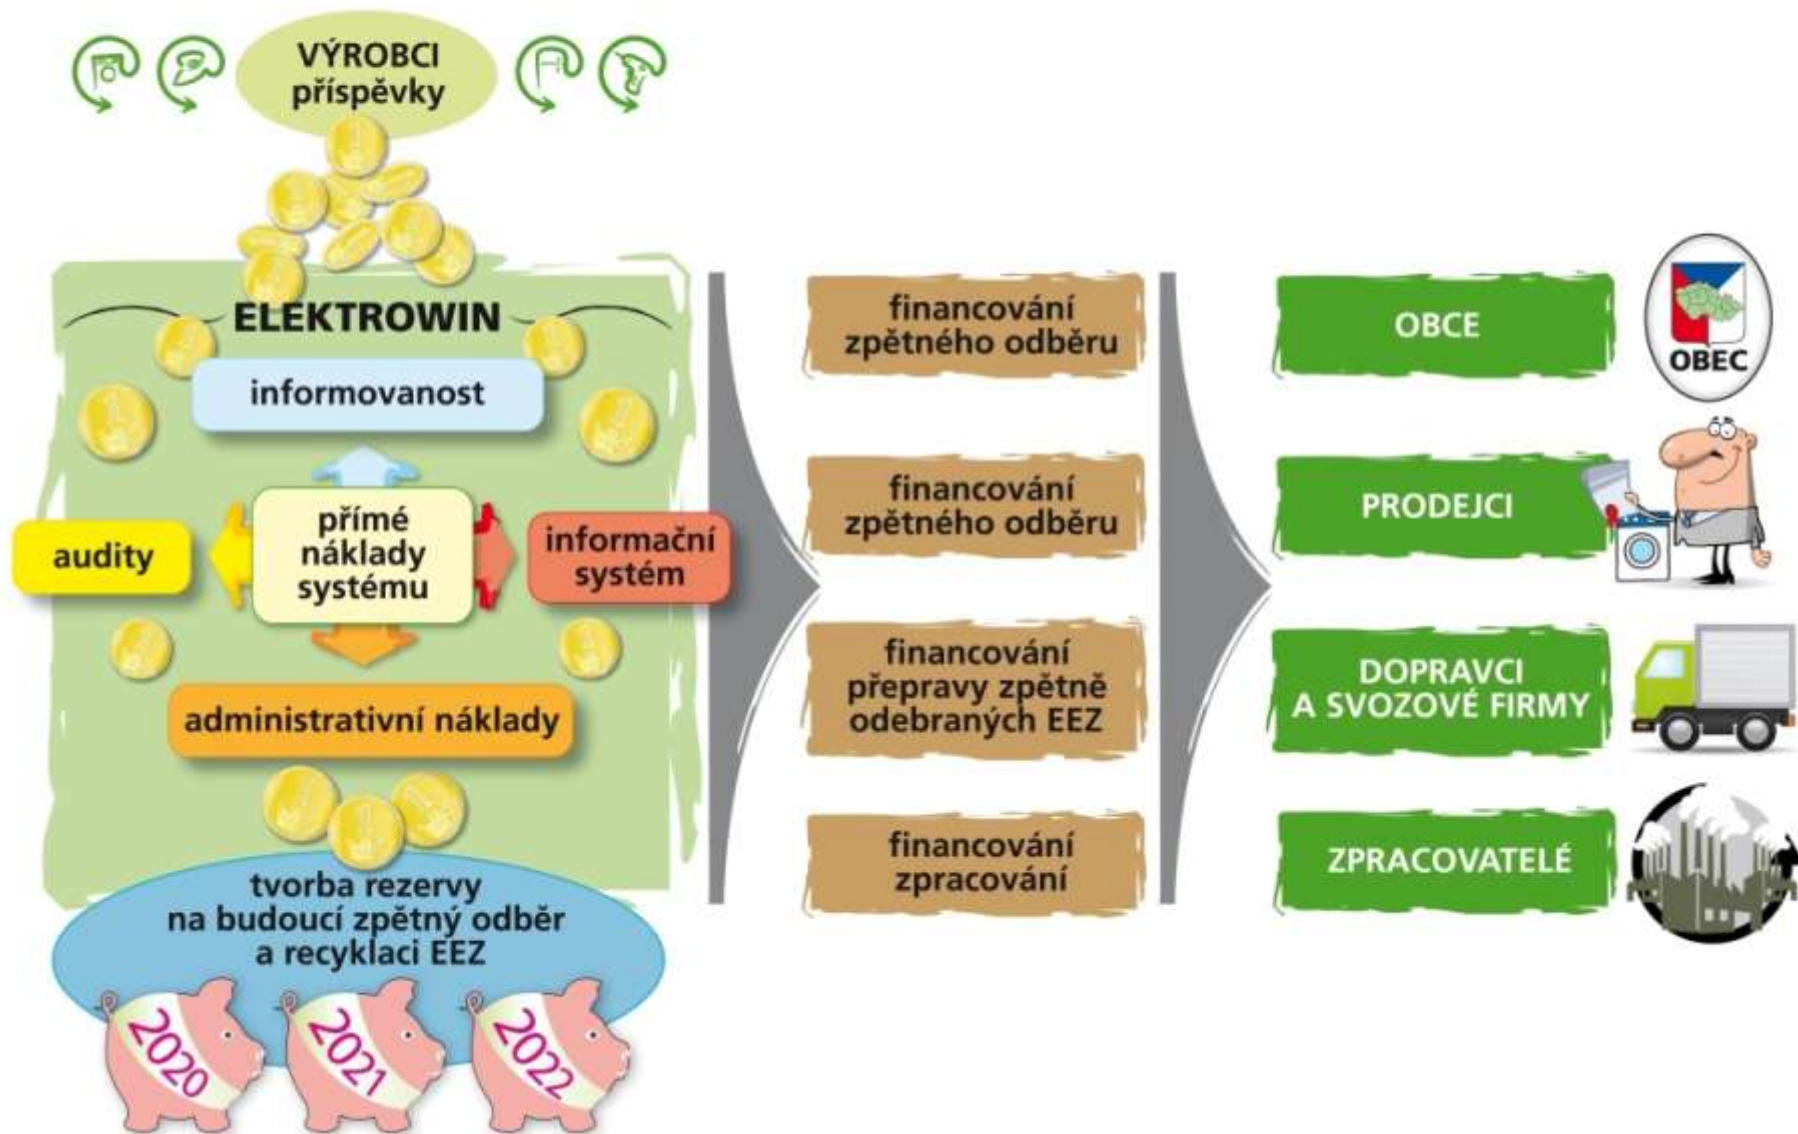 VÝROBCI
příspěvky
ELEKTROWIN
informovanost
přímé
náklady
systému
audity
informační
systém
administrativní náklady
tvorba rezervy
na budoucí zpětný odběr
a recyklaci EEZ
2020
2021
2022
financování
zpětného odběru
financování
zpětného odběru
financování
přepravy zpětně
odebraných EEZ
financování
zpracování
OBCE
OBEC
PRODEJCI
DOPRAVCI
A SVOZOVÉ FIRMY
ZPRACOVATELÉ